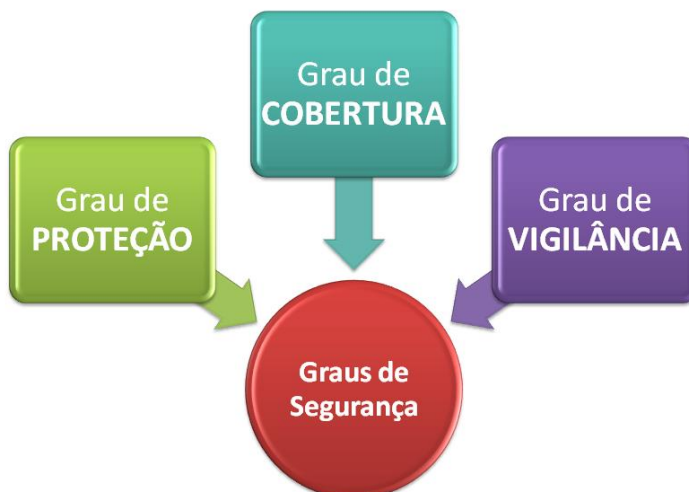 Grau de
PROTEÇÃO
Grau de
COBERTURA
Grau de
VIGILÂNCIA
Graus de
Segurança